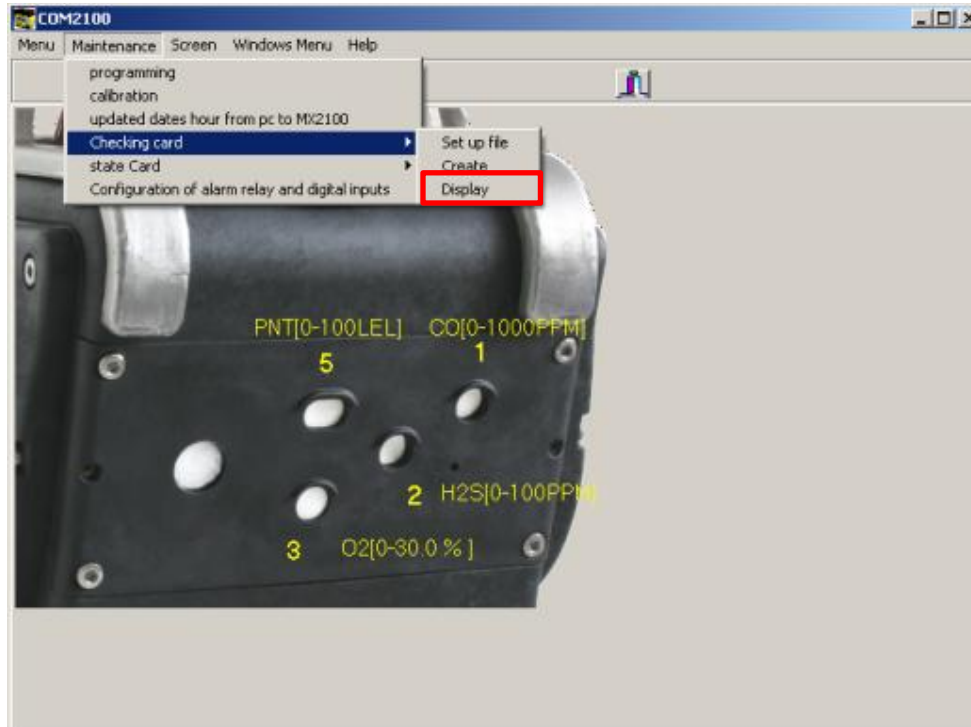 COM2100
Menu Maintenance Screen Windows Menu Help
programming
calibration
updated dates hour from pc to MX2100
Checking card
state Card
Configuration of alarm relay and digital inputs
Set up file
Create
Display
PNT[0-100LEL] CO[0-1000PPM]
5 1
2 H2S[0-100PPM]
3 O2[0-30.0 % ]